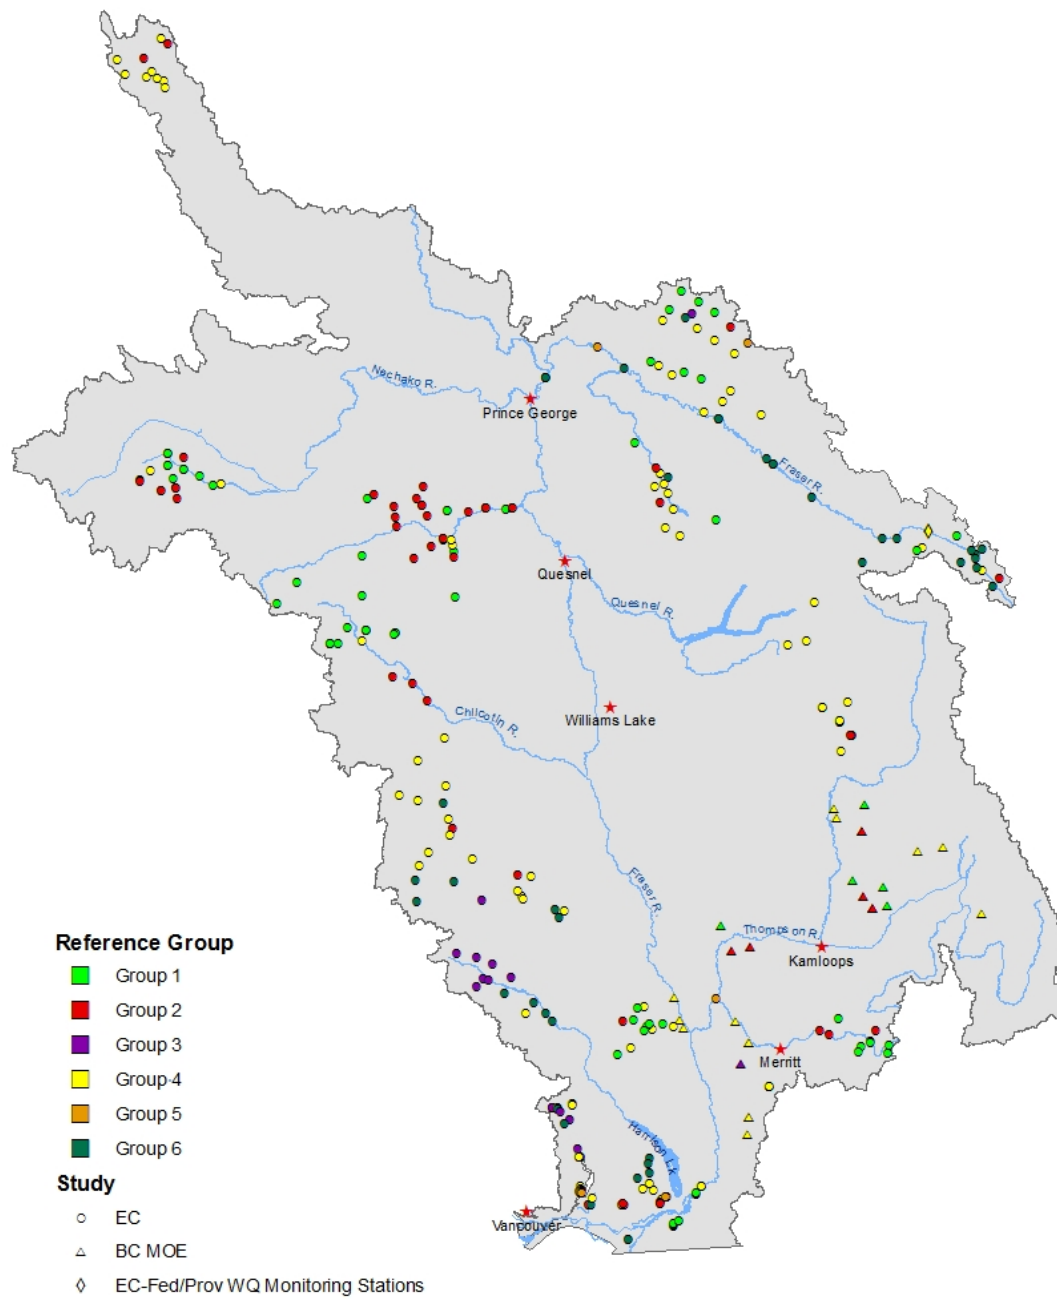 Nechako R.
Prince George
Fraser R.
Quesnel
Quesnel R.
Williams Lake
Chilcotin R.
Fraser R.
Thompson R.
Kamloops
Merritt
Harrison Lk
Vancouver
Reference Group
Group 1
Group 2
Group 3
Group 4
Group 5
Group 6
Study
EC
BC MOE
EC-Fed/Prov WQ Monitoring Stations